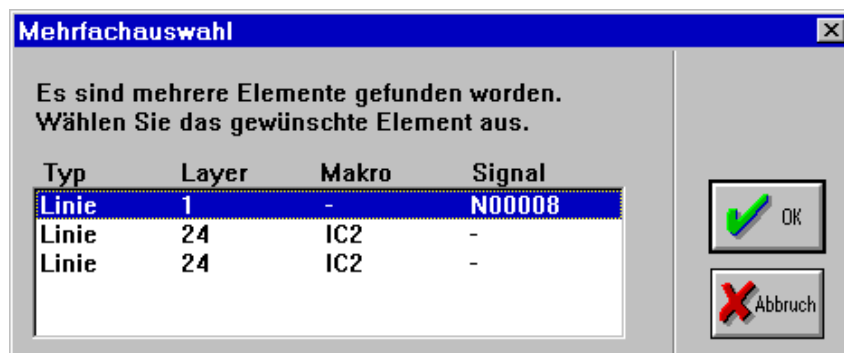 Mehrfachauswahl
Es sind mehrere Elemente gefunden worden.
Wählen Sie das gewünschte Element aus.
Typ Layer Makro Signal
Linie 1 - N00008
Linie 24 IC2 -
Linie 24 IC2 -
OK
Abbruch